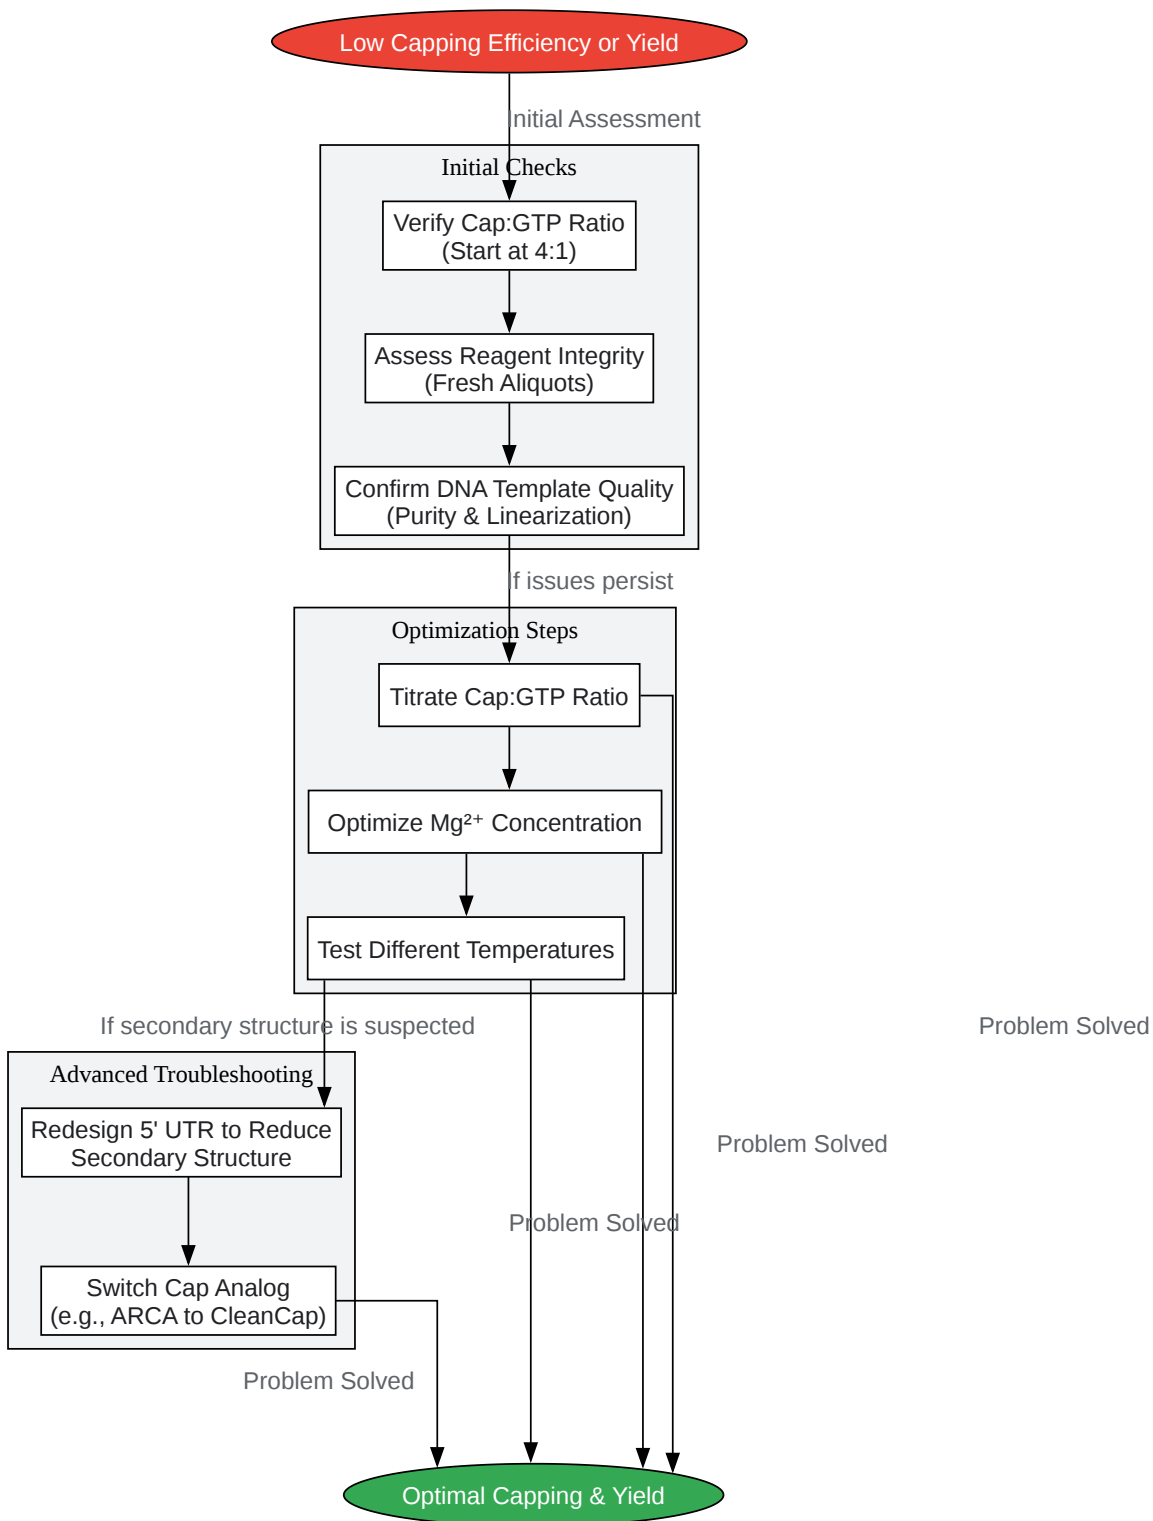 Low Capping Efficiency or Yield
Initial Assessment
Initial Checks
Verify Cap:GTP Ratio
(Start at 4:1)
Assess Reagent Integrity
(Fresh Aliquots)
Confirm DNA Template Quality
(Purity & Linearization)
If issues persist
Optimization Steps
Titrate Cap:GTP Ratio
Optimize Mg²⁺ Concentration
Test Different Temperatures
If secondary structure is suspected
Problem Solved
Advanced Troubleshooting
Redesign 5' UTR to Reduce
Secondary Structure
Problem Solved
Problem Solved
Switch Cap Analog
(e.g., ARCA to CleanCap)
Problem Solved
Optimal Capping & Yield